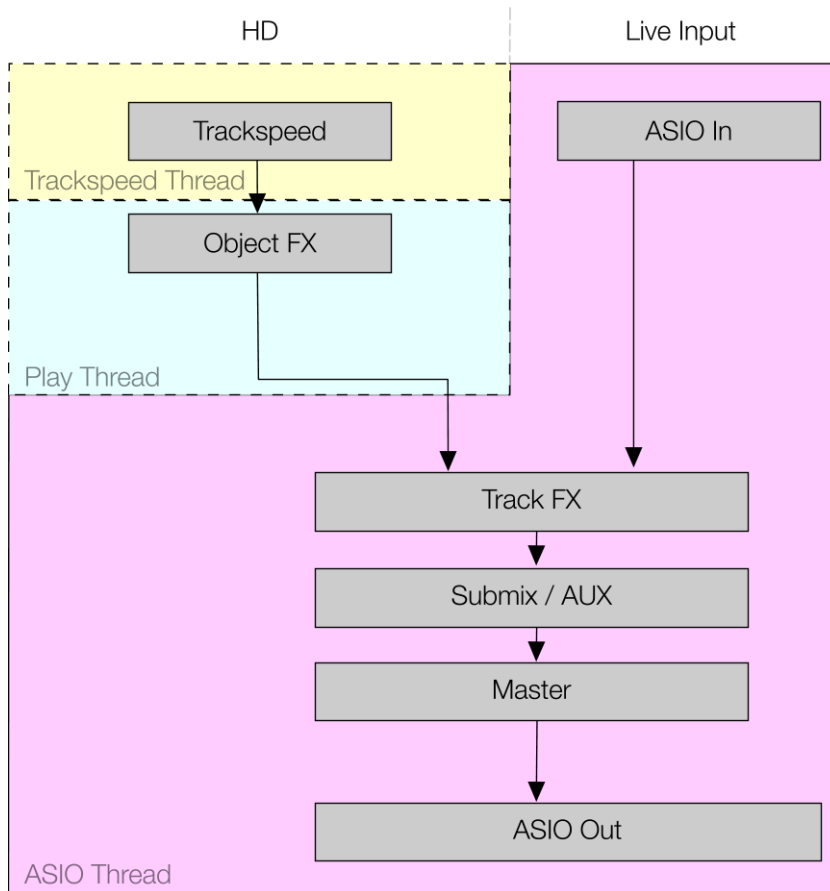 HD
Live Input
Trackspeed
ASIO In
Trackspeed Thread
Object FX
Play Thread
Track FX
Submix / AUX
Master
ASIO Out
ASIO Thread